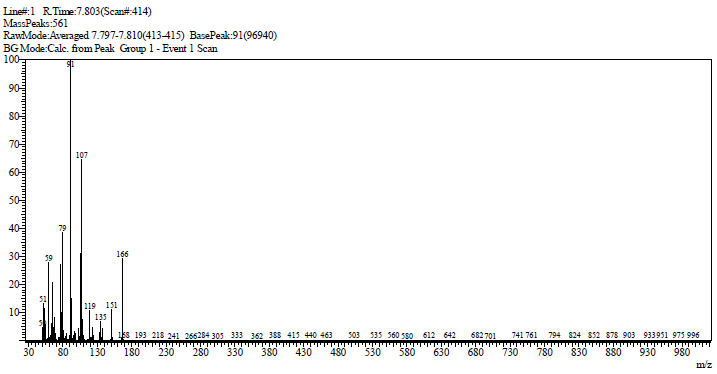 Line#:1 R.Time:7.803(Scan#:414)
MassPeaks:561
RawMode:Averaged 7.797-7.810(413-415) BasePeak:91(96940)
BG Mode:Calc. from Peak Group 1 - Event 1 Scan
100
91
90
80
70
107
60
50
40
79
30
166
59
20
51
119
151
10
135
168 193 218 241 266 284 305 333 362 388 415 440 463 503 535 560 580 612 642 682 701 741 761 794 824 852 878 903 933 951 975 996
30 80 130 180 230 280 330 380 430 480 530 580 630 680 730 780 830 880 930 980
m/z